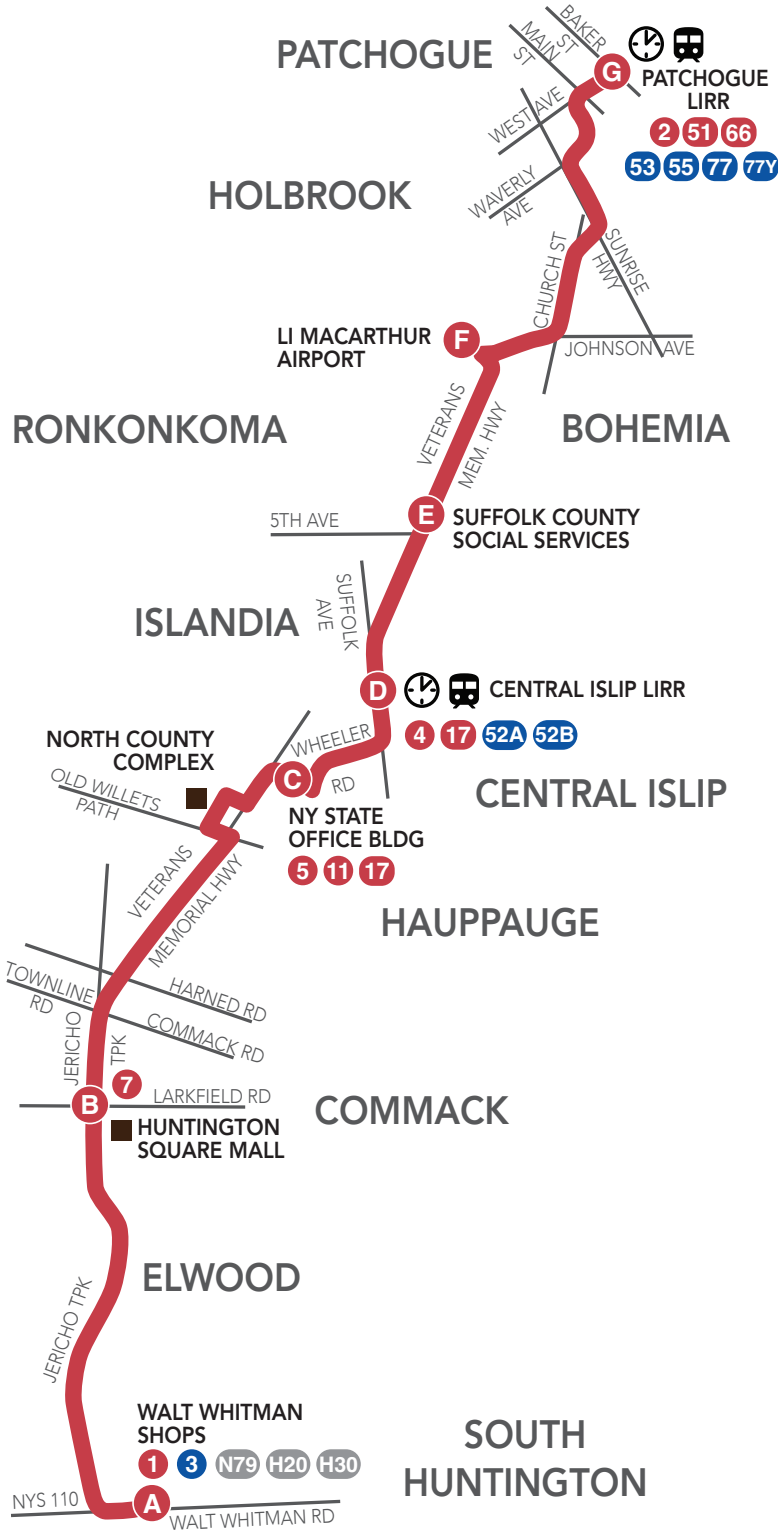 BAKER
ST
MAIN
ST
PATCHOGUE
G
PATCHOGUE
LIRR
2 51 66
53 55 77 77Y
WEST AVE
WAVERLY
AVE
HOLBROOK
CHURCH ST
SUNRISE
HWY
LI MACARTHUR
AIRPORT
F
JOHNSON AVE
VETERANS
MEM. HWY
RONKONKOMA
BOHEMIA
5TH AVE
E
SUFFOLK COUNTY
SOCIAL SERVICES
SUFFOLK
AVE
ISLANDIA
D
CENTRAL ISLIP LIRR
4 17 52A 52B
NORTH COUNTY
COMPLEX
WHEELER
RD
C
OLD WILLETS
PATH
CENTRAL ISLIP
NY STATE
OFFICE BLDG
5 11 17
VETERANS
MEMORIAL HWY
HAUPPAUGE
TOWNLINE
RD
HARNED RD
COMMACK RD
JERICHO
TPK
7
B
LARKFIELD RD
COMMACK
HUNTINGTON
SQUARE MALL
ELWOOD
JERICHO TPK
WALT WHITMAN
SHOPS
1 3 N79 H20 H30
SOUTH
HUNTINGTON
NYS 110
A
WALT WHITMAN RD